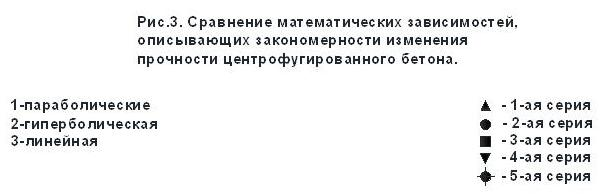 Рис.3. Сравнение математических зависимостей,
описывающих закономерности изменения
прочности центрофугированного бетона.
1-параболические
2-гиперболическая
3-линейная
- 1-ая серия
- 2-ая серия
- 3-ая серия
- 4-ая серия
- 5-ая серия